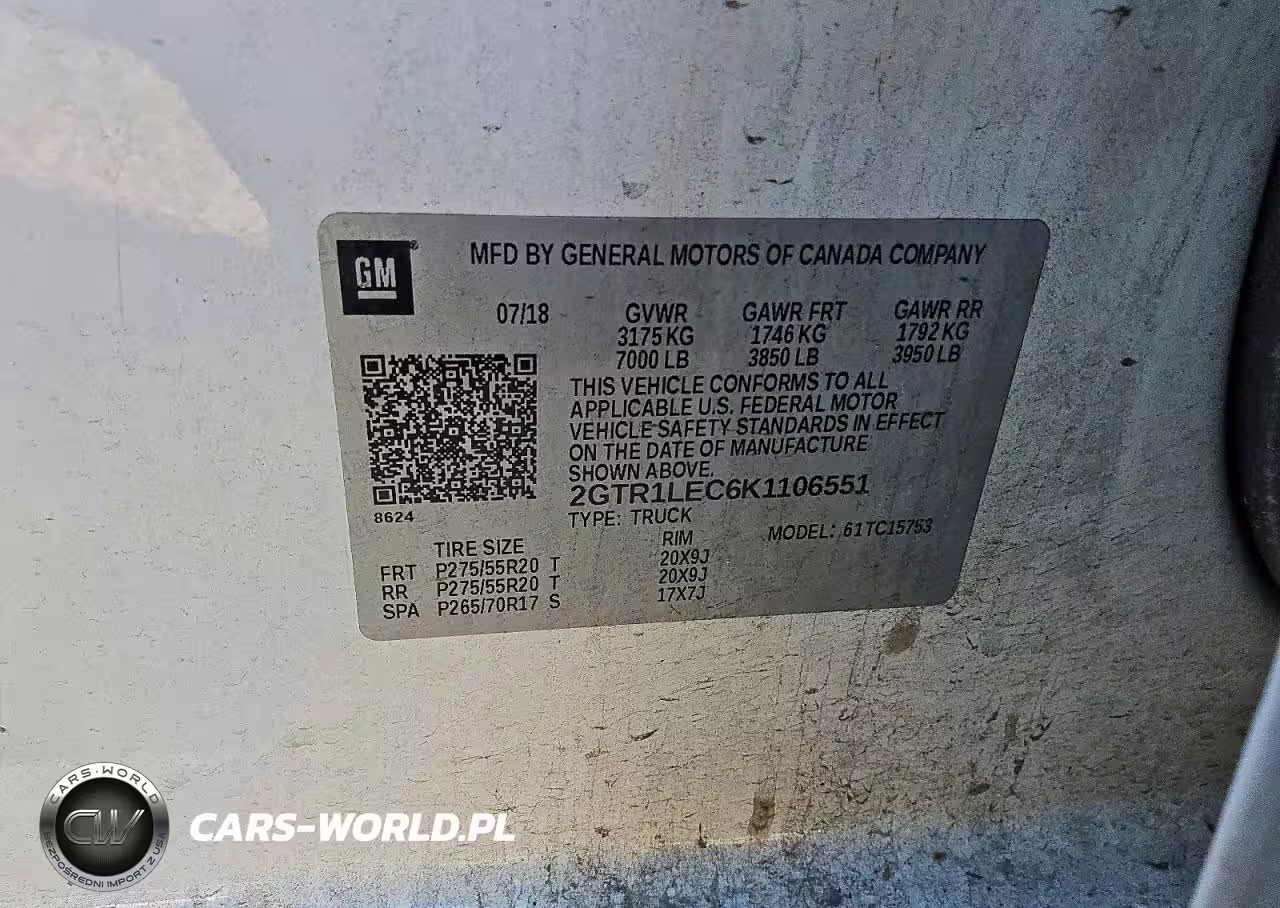 GM
MFD BY GENERAL MOTORS OF CANADA COMPANY
07/18 GVWR GAWR FRT GAWR RR
3175 KG 1746 KG 1792 KG
7000 LB 3850 LB 3950 LB
THIS VEHICLE CONFORMS TO ALL
APPLICABLE U.S. FEDERAL MOTOR
VEHICLE SAFETY STANDARDS IN EFFECT
ON THE DATE OF MANUFACTURE
SHOWN ABOVE.
2GTR1LEC6K1106551
8624
TYPE: TRUCK
MODEL: 61TC15753
TIRE SIZE RIM
FRT P275/55R20 T 20X9J
RR P275/55R20 T 20X9J
SPA P265/70R17 S 17X7J
CARS-WORLD
CW
BEZPOŚREDNI IMPORT Z USA
CARS-WORLD.PL